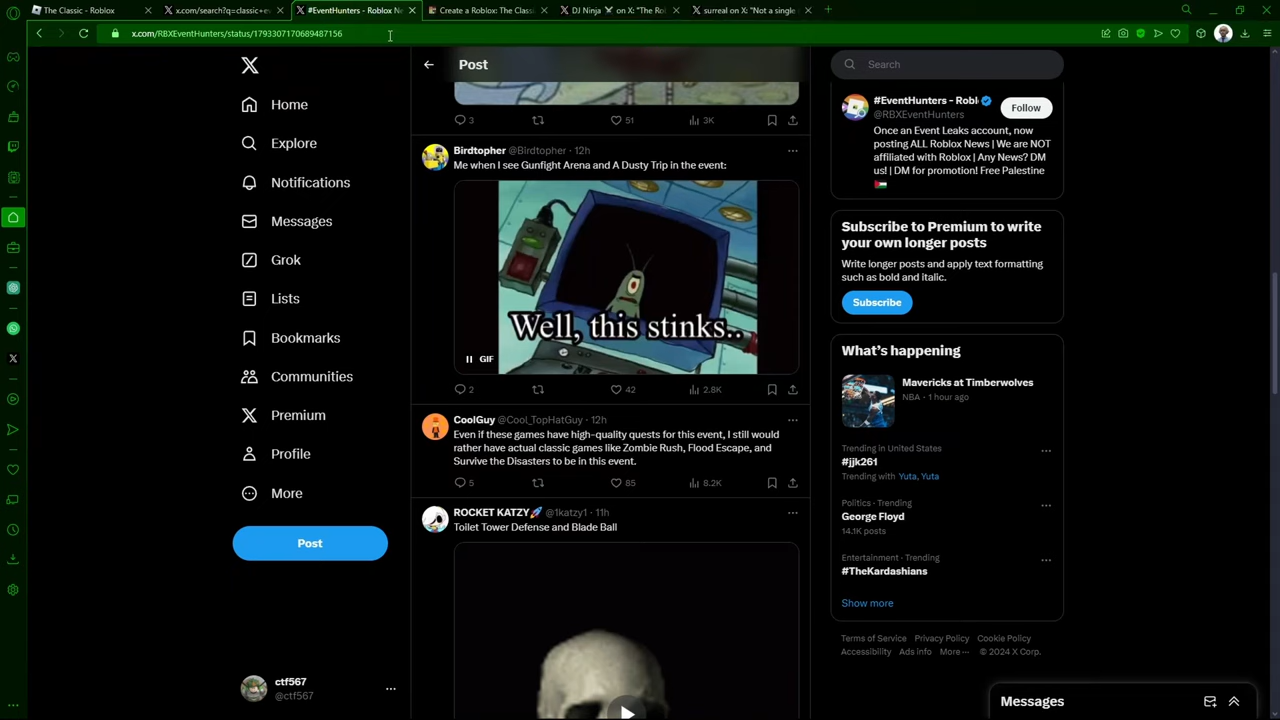 The Classic - Roblox
x.com/search?q=classic+ev
#EventHunters - Roblox Ne
Create a Roblox: The Class
DJ Ninja ⚔ on X: "The Ro
surreal on X: "Not a single
x.com/RBXEventHunters/status/1793307170689487156
Home
Explore
Notifications
Messages
Grok
Lists
Bookmarks
Communities
Premium
Profile
More
Post
ctf567
@ctf567
Post
3
51
3K
Birdtopher @Birdtopher · 12h
Me when I see Gunfight Arena and A Dusty Trip in the event:
Well, this stinks..
GIF
2
42
2.8K
CoolGuy @Cool_TopHatGuy · 12h
Even if these games have high-quality quests for this event, I still would
rather have actual classic games like Zombie Rush, Flood Escape, and
Survive the Disasters to be in this event.
5
85
8.2K
ROCKET KATZY🚀 @1katzy1 · 11h
Toilet Tower Defense and Blade Ball
Search
#EventHunters - Robl
@RBXEventHunters
Follow
Once an Event Leaks account, now
posting ALL Roblox News | We are NOT
affiliated with Roblox | Any News? DM
us! | DM for promotion! Free Palestine
🇵🇸
Subscribe to Premium to write
your own longer posts
Write longer posts and apply text formatting
such as bold and italic.
Subscribe
What's happening
Mavericks at Timberwolves
NBA · 1 hour ago
Trending in United States
#jjk261
Trending with Yuta, Yuta
Politics · Trending
George Floyd
14.1K posts
Entertainment · Trending
#TheKardashians
Show more
Terms of Service Privacy Policy Cookie Policy
Accessibility Ads info More ··· © 2024 X Corp.
Messages